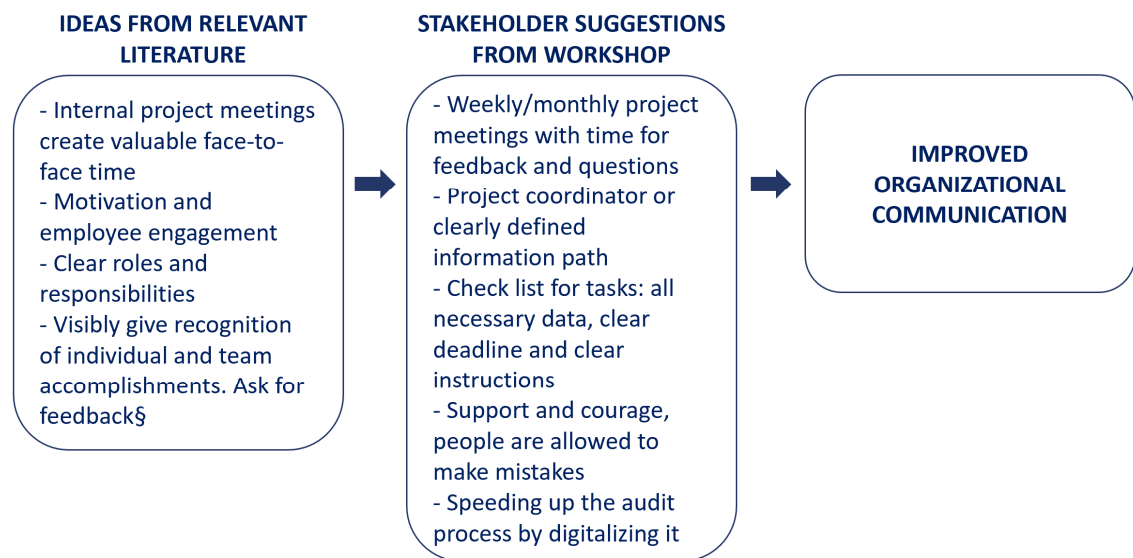 IDEAS FROM RELEVANT
LITERATURE
- Internal project meetings
create valuable face-to-
face time
- Motivation and
employee engagement
- Clear roles and
responsibilities
- Visibly give recognition
of individual and team
accomplishments. Ask for
feedback§
STAKEHOLDER SUGGESTIONS
FROM WORKSHOP
- Weekly/monthly project
meetings with time for
feedback and questions
- Project coordinator or
clearly defined
information path
- Check list for tasks: all
necessary data, clear
deadline and clear
instructions
- Support and courage,
people are allowed to
make mistakes
- Speeding up the audit
process by digitalizing it
IMPROVED
ORGANIZATIONAL
COMMUNICATION